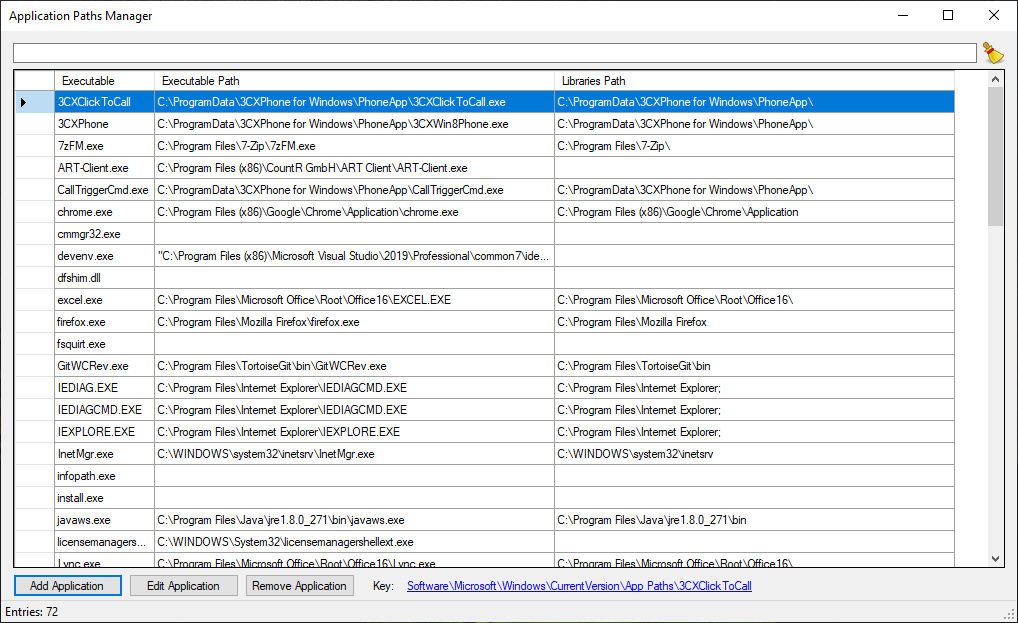 Application Paths Manager
Executable Executable Path Libraries Path
3CXClickToCall C:\ProgramData\3CXPhone for Windows\PhoneApp\3CXClickToCall.exe C:\ProgramData\3CXPhone for Windows\PhoneApp\
3CXPhone C:\ProgramData\3CXPhone for Windows\PhoneApp\3CXWin8Phone.exe C:\ProgramData\3CXPhone for Windows\PhoneApp\
7zFM.exe C:\Program Files\7-Zip\7zFM.exe C:\Program Files\7-Zip\
ART-Client.exe C:\Program Files (x86)\CountR GmbH\ART Client\ART-Client.exe
CallTriggerCmd.exe C:\ProgramData\3CXPhone for Windows\PhoneApp\CallTriggerCmd.exe C:\ProgramData\3CXPhone for Windows\PhoneApp\
chrome.exe C:\Program Files (x86)\Google\Chrome\Application\chrome.exe C:\Program Files (x86)\Google\Chrome\Application
cmmgr32.exe
devenv.exe "C:\Program Files (x86)\Microsoft Visual Studio\2019\Professional\common7\ide...
dfshim.dll
excel.exe C:\Program Files\Microsoft Office\Root\Office16\EXCEL.EXE C:\Program Files\Microsoft Office\Root\Office16\
firefox.exe C:\Program Files\Mozilla Firefox\firefox.exe C:\Program Files\Mozilla Firefox
fsquirt.exe
GitWCRev.exe C:\Program Files\TortoiseGit\bin\GitWCRev.exe C:\Program Files\TortoiseGit\bin
IEDIAG.EXE C:\Program Files\Internet Explorer\IEDIAGCMD.EXE C:\Program Files\Internet Explorer;
IEDIAGCMD.EXE C:\Program Files\Internet Explorer\IEDIAGCMD.EXE C:\Program Files\Internet Explorer;
IEXPLORE.EXE C:\Program Files\Internet Explorer\IEXPLORE.EXE C:\Program Files\Internet Explorer;
InetMgr.exe C:\WINDOWS\system32\inetsrv\InetMgr.exe C:\WINDOWS\system32\inetsrv
infopath.exe
install.exe
javaws.exe C:\Program Files\Java\jre1.8.0_271\bin\javaws.exe C:\Program Files\Java\jre1.8.0_271\bin
licensemanagers... C:\WINDOWS\System32\licensemanagershellext.exe
Lync.exe C:\Program Files\Microsoft Office\Root\Office16\Lync.exe C:\Program Files\Microsoft Office\Root\Office16\
Add Application Edit Application Remove Application Key: Software\Microsoft\Windows\CurrentVersion\App Paths\3CXClickToCall
Entries: 72